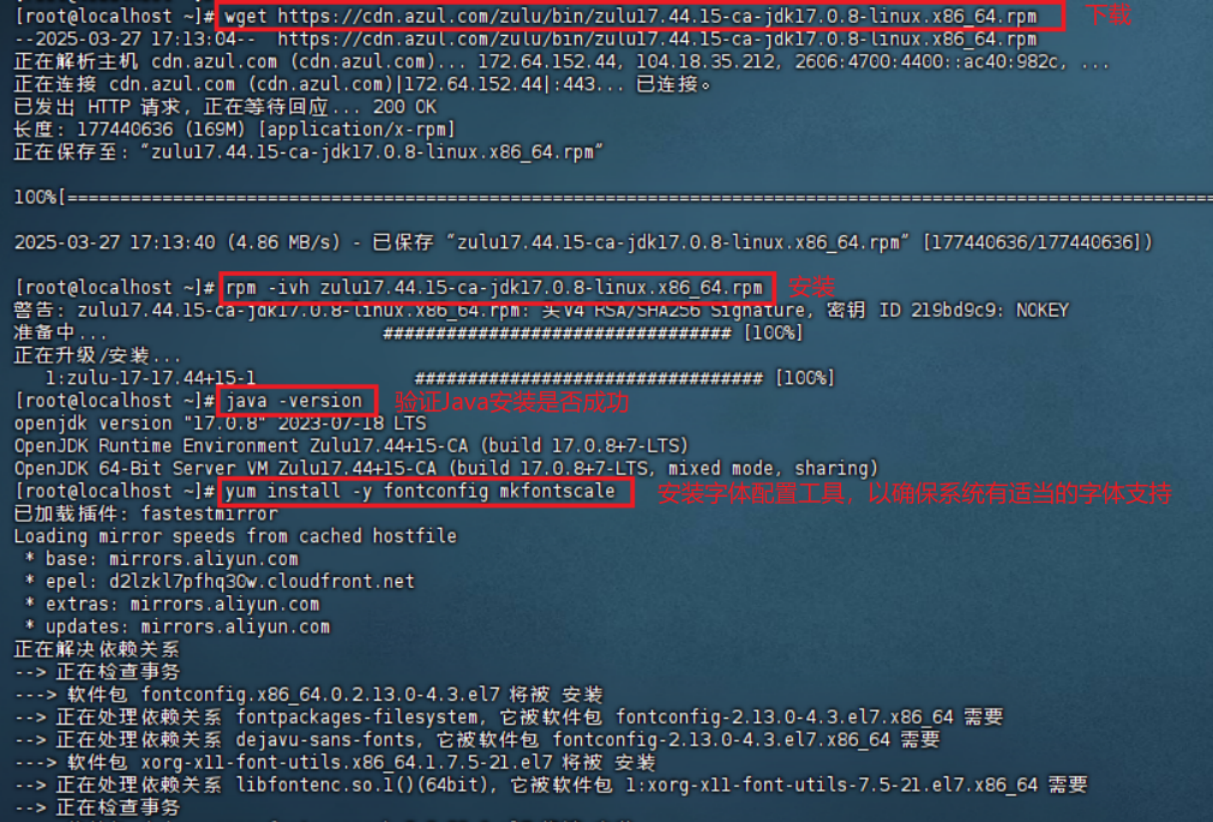 [root@localhost ~]# wget https://cdn.azul.com/zulu/bin/zulu17.44.15-ca-jdk17.0.8-linux.x86_64.rpm 下载
--2025-03-27 17:13:04-- https://cdn.azul.com/zulu/bin/zulu17.44.15-ca-jdk17.0.8-linux.x86_64.rpm
正在解析主机 cdn.azul.com (cdn.azul.com)... 172.64.152.44, 104.18.35.212, 2606:4700:4400::ac40:982c, ...
正在连接 cdn.azul.com (cdn.azul.com)|172.64.152.44|:443... 已连接。
已发出 HTTP 请求，正在等待回应... 200 OK
长度：177440636 (169M) [application/x-rpm]
正在保存至: “zulu17.44.15-ca-jdk17.0.8-linux.x86_64.rpm”
100%[==============================================================================================================
2025-03-27 17:13:40 (4.86 MB/s) - 已保存 “zulu17.44.15-ca-jdk17.0.8-linux.x86_64.rpm” [177440636/177440636])
[root@localhost ~]# rpm -ivh zulu17.44.15-ca-jdk17.0.8-linux.x86_64.rpm 安装
警告：zulu17.44.15-ca-jdk17.0.8-linux.x86_64.rpm: 头V4 RSA/SHA256 Signature, 密钥 ID 219bd9c9: NOKEY
准备中... ################################# [100%]
正在升级/安装...
1:zulu-17-17.44+15-1 ################################# [100%]
[root@localhost ~]# java -version 验证Java安装是否成功
openjdk version "17.0.8" 2023-07-18 LTS
OpenJDK Runtime Environment Zulu17.44+15-CA (build 17.0.8+7-LTS)
OpenJDK 64-Bit Server VM Zulu17.44+15-CA (build 17.0.8+7-LTS, mixed mode, sharing)
[root@localhost ~]# yum install -y fontconfig mkfontscale 安装字体配置工具，以确保系统有适当的字体支持
已加载插件：fastestmirror
Loading mirror speeds from cached hostfile
* base: mirrors.aliyun.com
* epel: d2lzkl7pfhq30w.cloudfront.net
* extras: mirrors.aliyun.com
* updates: mirrors.aliyun.com
正在解决依赖关系
--> 正在检查事务
---> 软件包 fontconfig.x86_64.0.2.13.0-4.3.el7 将被 安装
--> 正在处理依赖关系 fontpackages-filesystem，它被软件包 fontconfig-2.13.0-4.3.el7.x86_64 需要
--> 正在处理依赖关系 dejavu-sans-fonts，它被软件包 fontconfig-2.13.0-4.3.el7.x86_64 需要
---> 软件包 xorg-x11-font-utils.x86_64.1.7.5-21.el7 将被 安装
--> 正在处理依赖关系 libfontenc.so.1()(64bit)，它被软件包 1:xorg-x11-font-utils-7.5-21.el7.x86_64 需要
--> 正在检查事务